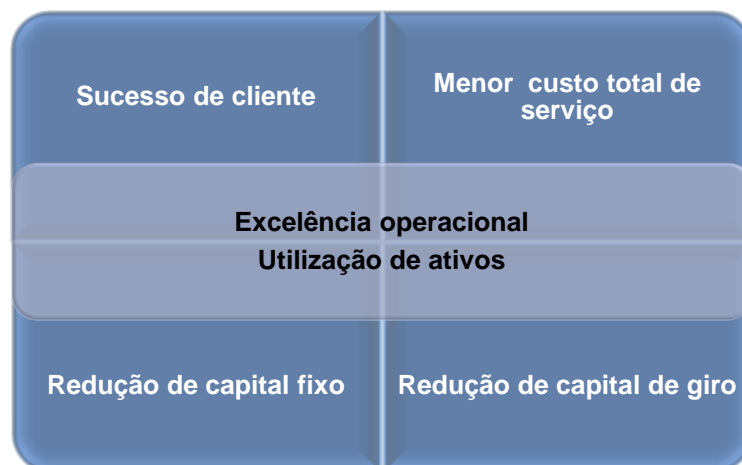 Sucesso de cliente
Menor custo total de
serviço
Excelência operacional
Utilização de ativos
Redução de capital fixo
Redução de capital de giro